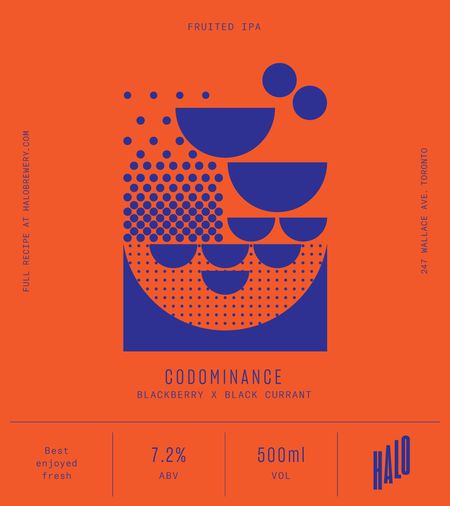 FRUITED IPA
FULL RECIPE AT HALOBREWERY.COM
247 WALLACE AVE. TORONTO
CODOMINANCE
BLACKBERRY X BLACK CURRANT
Best
enjoyed
fresh
7.2%
ABV
500ml
VOL
HALO